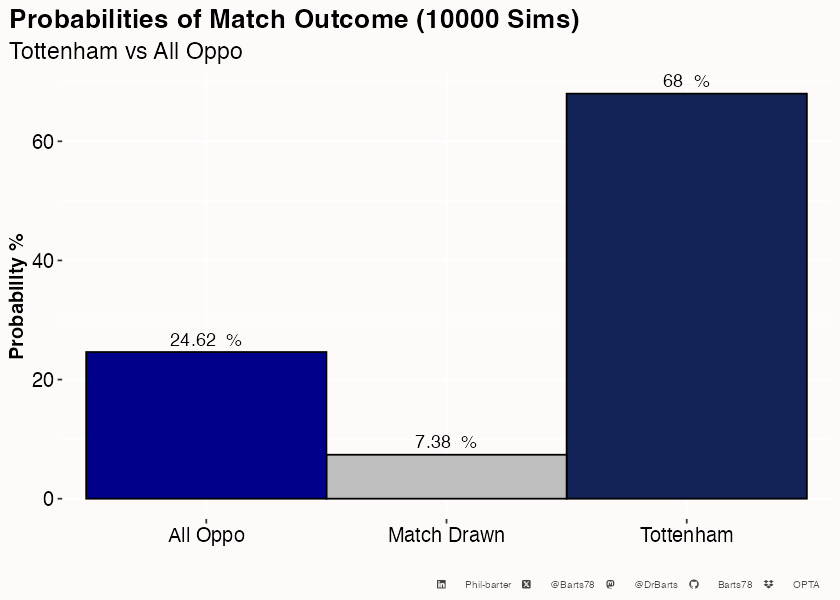 Probabilities of Match Outcome (10000 Sims)
Tottenham vs All Oppo
68 %
60
Probability %
40
24.62 %
20
7.38 %
0
All Oppo Match Drawn Tottenham
Phil-barter @Barts78 @DrBarts Barts78 OPTA